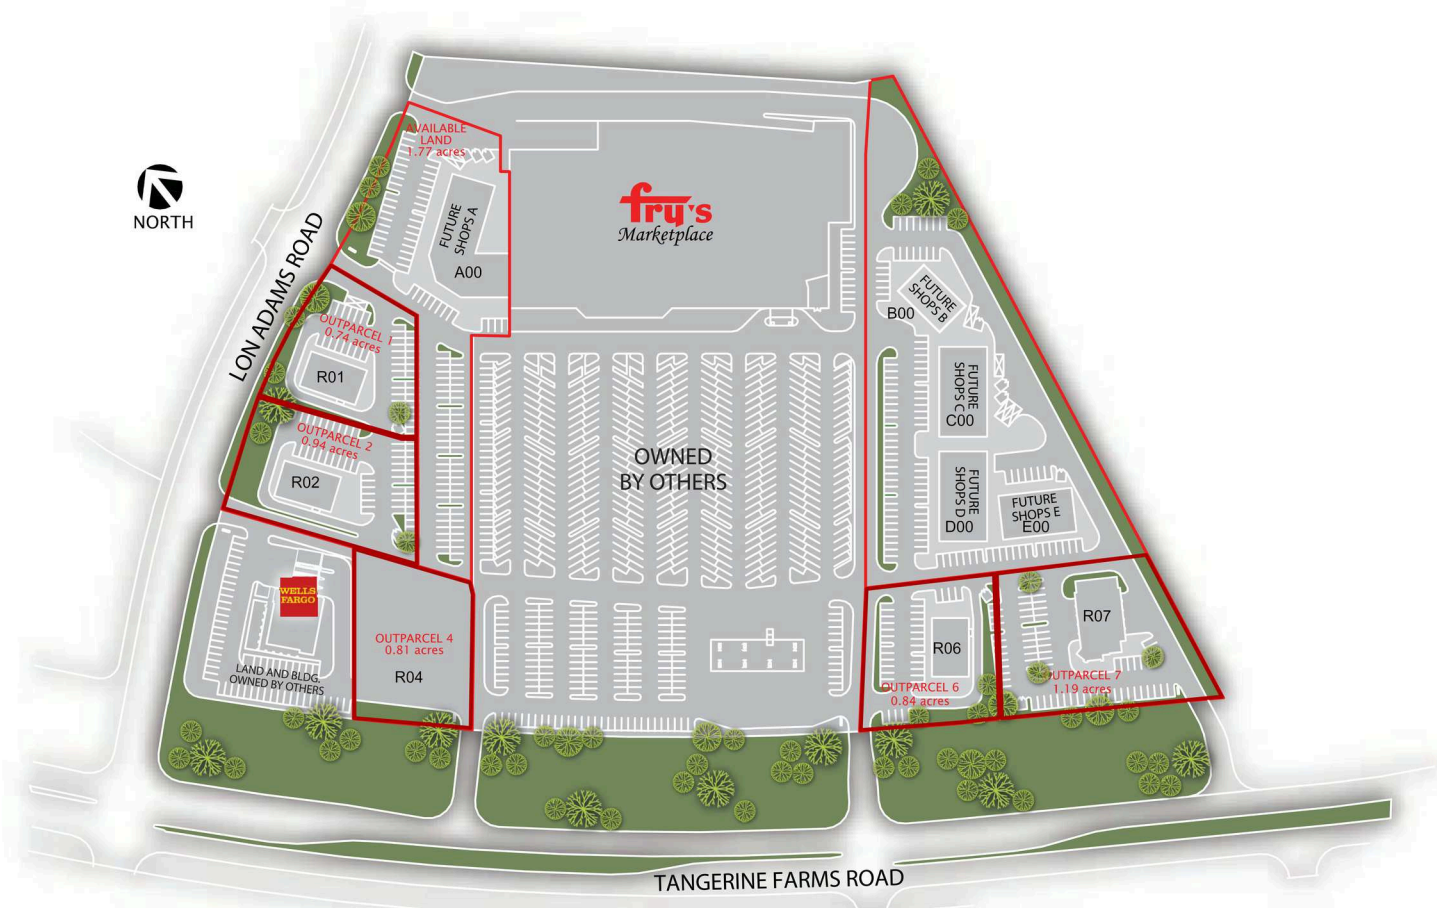 AVAILABLE
LAND
1.77 acres
FUTURE
SHOPS A
A00
fry's
Marketplace
NORTH
LON ADAMS ROAD
OUTPARCEL 1
0.74 acres
R01
OUTPARCEL 2
0.94 acres
R02
OWNED
BY OTHERS
FUTURE
SHOPS B
B00
FUTURE
SHOPS C
C00
FUTURE
SHOPS D
D00
FUTURE
SHOPS E
E00
WELLS
FARGO
LAND AND BLDG.
OWNED BY OTHERS
OUTPARCEL 4
0.81 acres
R04
R06
OUTPARCEL 6
0.84 acres
R07
OUTPARCEL 7
1.19 acres
TANGERINE FARMS ROAD